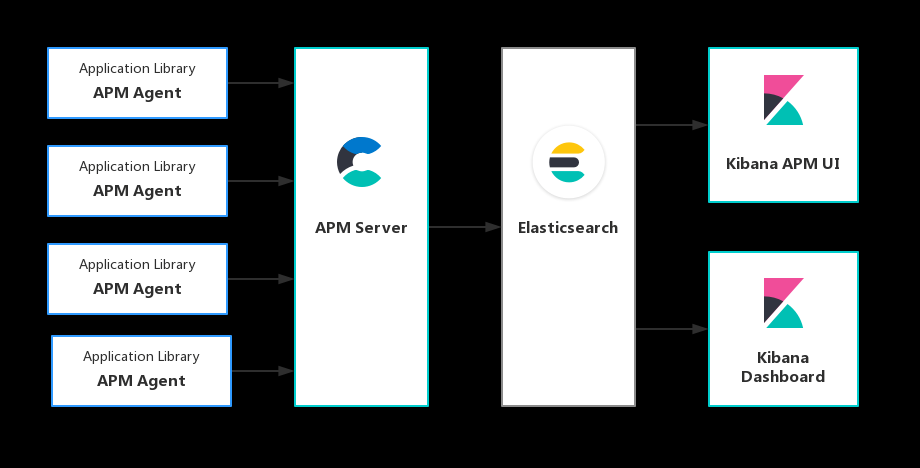 Application Library
APM Agent
Application Library
APM Agent
Application Library
APM Agent
Application Library
APM Agent
APM Server
Elasticsearch
Kibana APM UI
Kibana
Dashboard